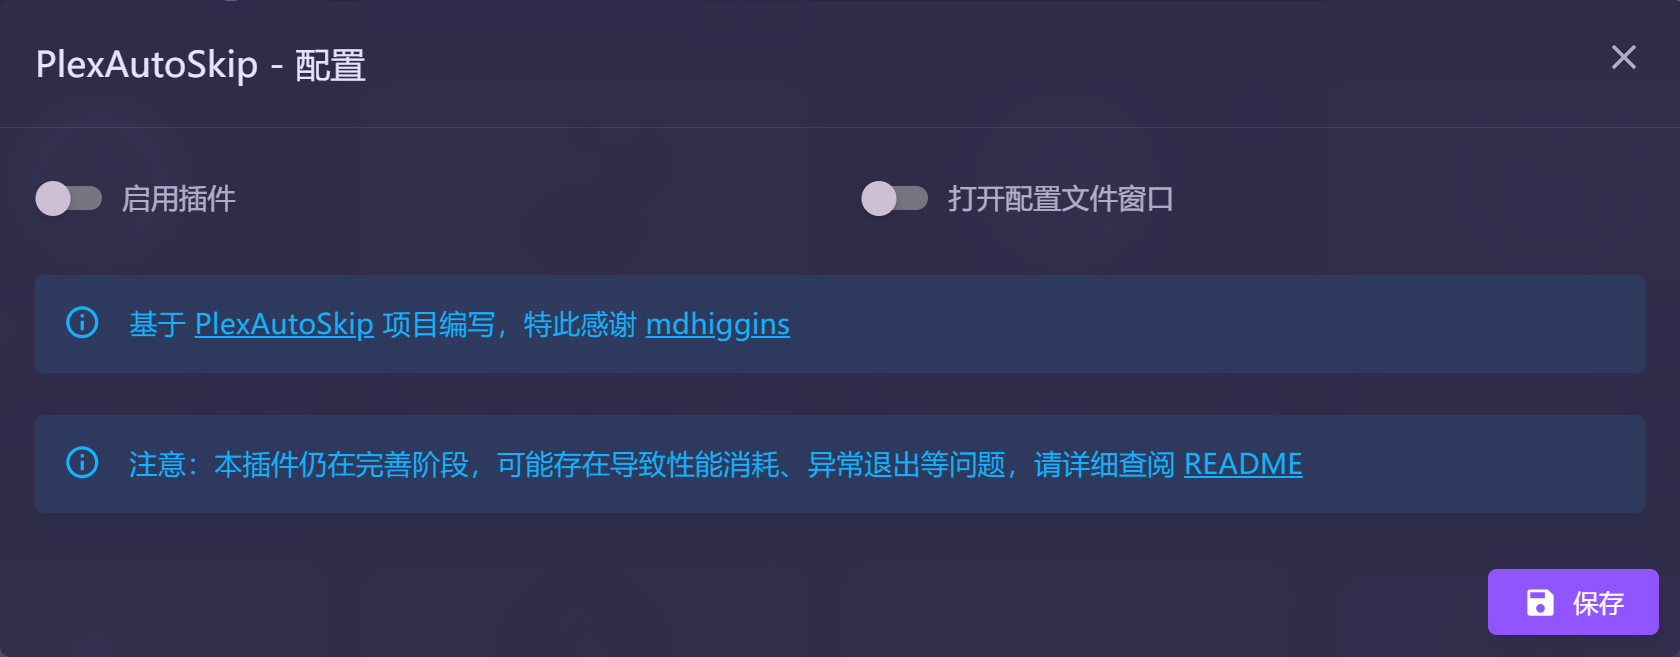 PlexAutoSkip - 配置
启用插件
打开配置文件窗口
基于 PlexAutoSkip 项目编写，特此感谢 mdhiggins
注意：本插件仍在完善阶段，可能存在导致性能消耗、异常退出等问题，请详细查阅 README
保存